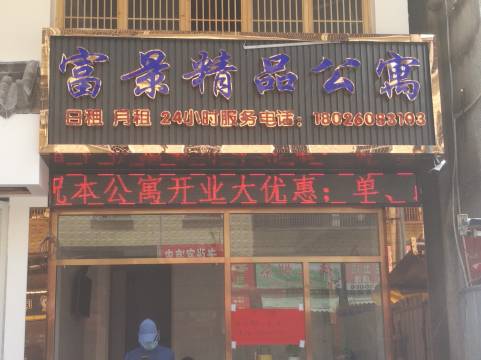 富景精品公寓
日租 月租 24小时服务电话：18026083103
祝本公寓开业大优惠：单、